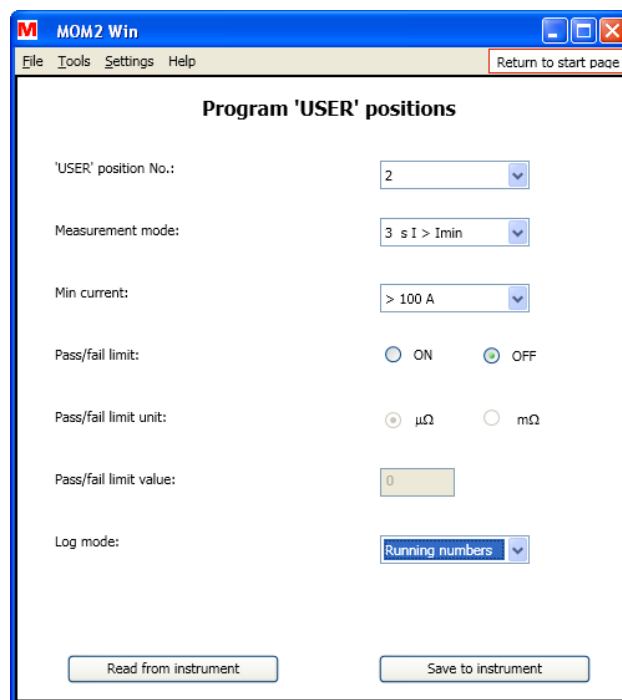 M MOM2 Win
File Tools Settings Help Return to start page
Program 'USER' positions
'USER' position No.: 2
Measurement mode: 3 s I > Imin
Min current: > 100 A
Pass/fail limit: ON OFF
Pass/fail limit unit: µΩ mΩ
Pass/fail limit value: 0
Log mode: Running numbers
Read from instrument Save to instrument